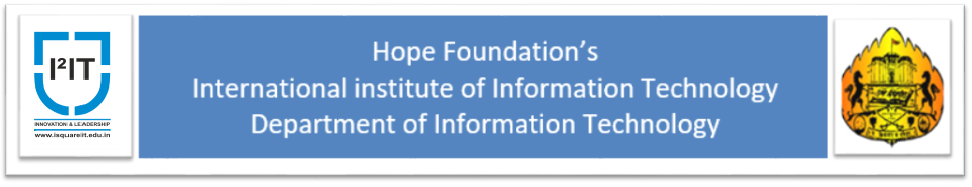 I²IT
INNOVATION & LEADERSHIP
www.isquareit.edu.in
Hope Foundation’s
International institute of Information Technology
Department of Information Technology